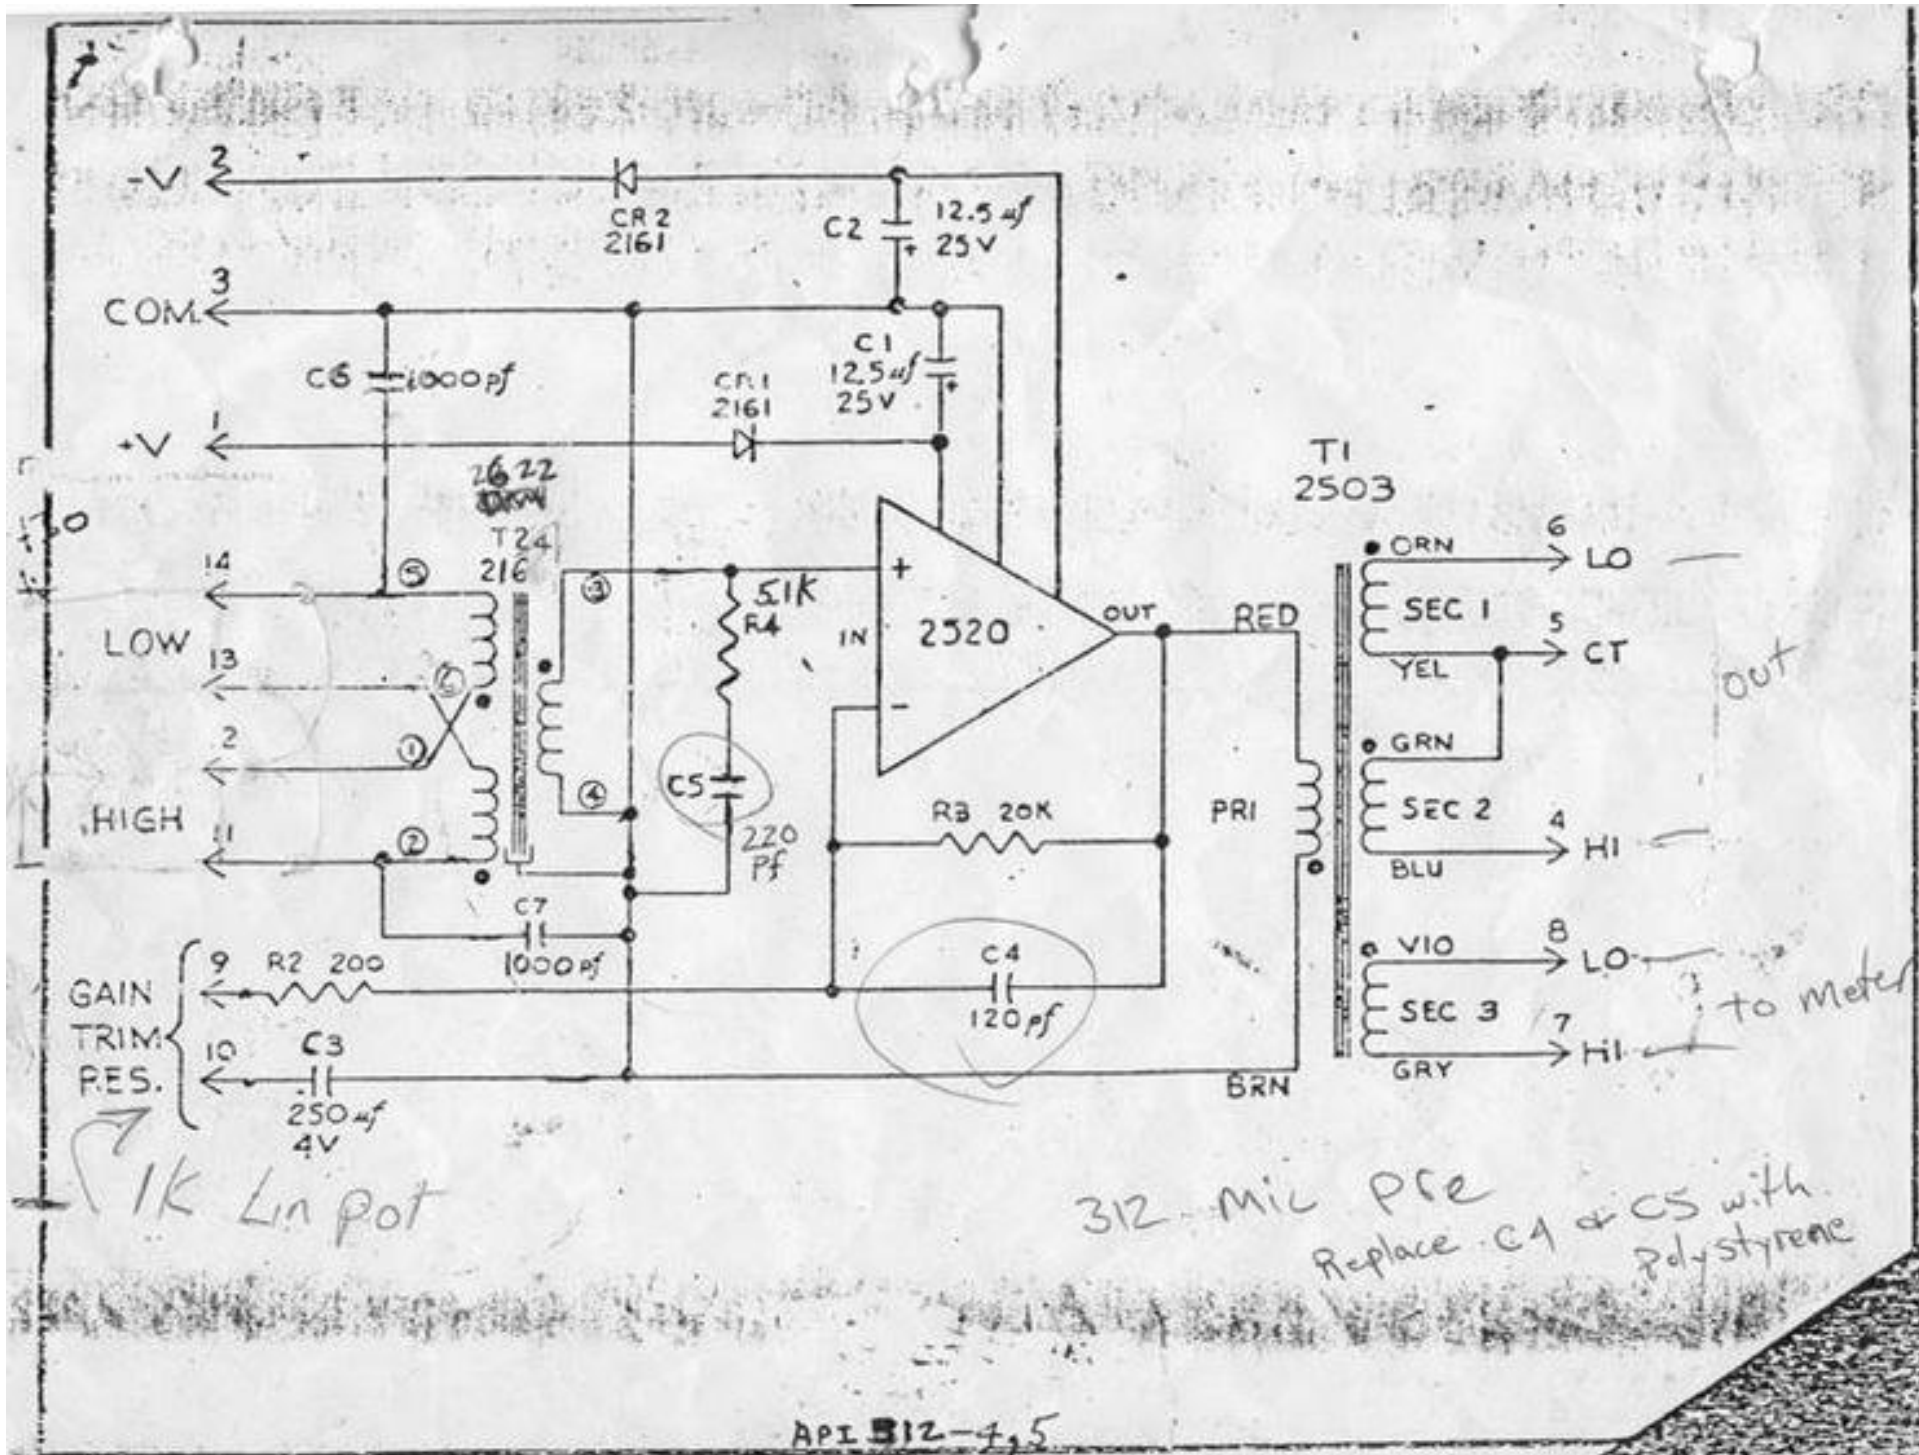 -V
2
CR2
2161
C2
12.5 uf
25V
COM.
3
C6
1000pf
C1
12.5uf
25V
+V
1
CR1
2161
2622
T2
216
T1
2503
14
5
LOW
13
6
2
1
HIGH
11
2
3
4
51K
R4
C5
220
pf
IN
+
-
2520
OUT
RED
PRI
BRN
R3 20K
C4
120pf
C7
1000pf
GAIN
TRIM
RES.
9
R2 200
10
C3
250uf
4V
ORN
6
LO
SEC 1
YEL
5
CT
GRN
SEC 2
BLU
4
HI
VIO
8
LO
SEC 3
GRY
7
HI
out
to meter
1K Lin pot
312 Mic Pre
Replace C4 or C5 with
polystyrene
API 312-4,5